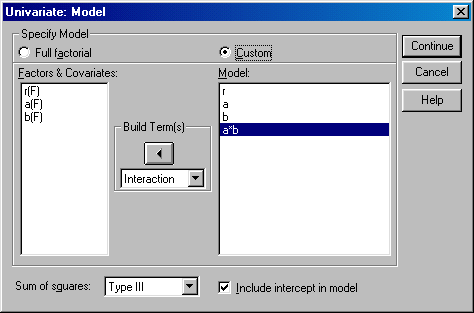 Univariate: Model
Specify Model
Full factorial
Custom
Continue
Cancel
Help
Factors & Covariates:
r(F)
a(F)
b(F)
Build Term(s)
Interaction
Model:
r
a
b
a*b
Sum of squares:
Type III
Include intercept in model